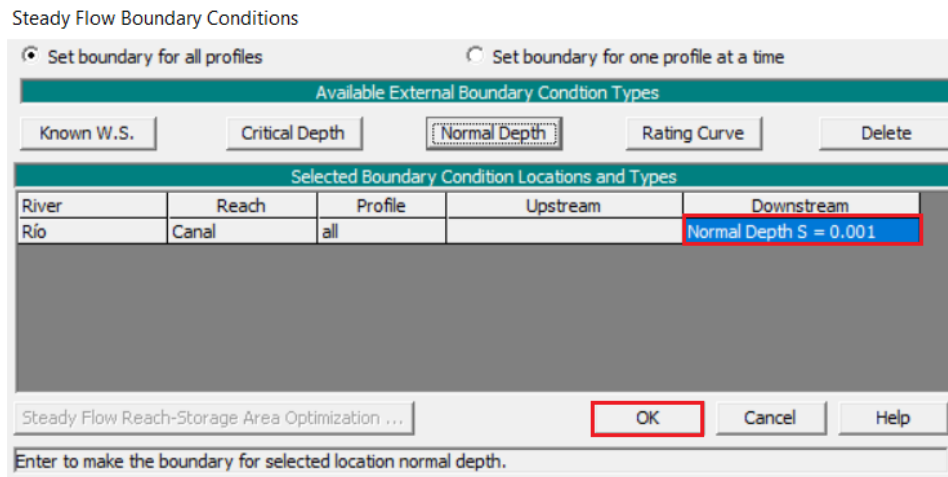 Steady Flow Boundary Conditions
Set boundary for all profiles Set boundary for one profile at a time
Available External Boundary Condtion Types
Known W.S. Critical Depth Normal Depth Rating Curve Delete
Selected Boundary Condition Locations and Types
River Reach Profile Upstream Downstream
Río Canal all Normal Depth S = 0.001
Steady Flow Reach-Storage Area Optimization ... OK Cancel Help
Enter to make the boundary for selected location normal depth.